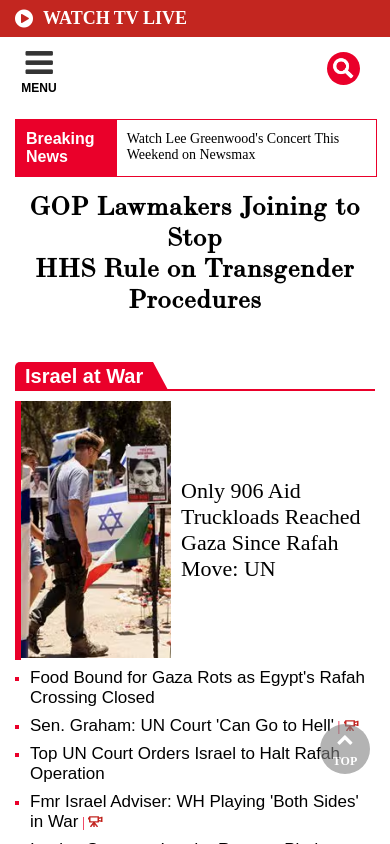 WATCH TV LIVE
MENU
Breaking
News
Watch Lee Greenwood's Concert This
Weekend on Newsmax
GOP Lawmakers Joining to
Stop
HHS Rule on Transgender
Procedures
Israel at War
Only 906 Aid
Truckloads Reached
Gaza Since Rafah
Move: UN
Food Bound for Gaza Rots as Egypt's Rafah
Crossing Closed
Sen. Graham: UN Court 'Can Go to Hell' |
TOP
Top UN Court Orders Israel to Halt Rafah
Operation
Fmr Israel Adviser: WH Playing 'Both Sides'
in War |